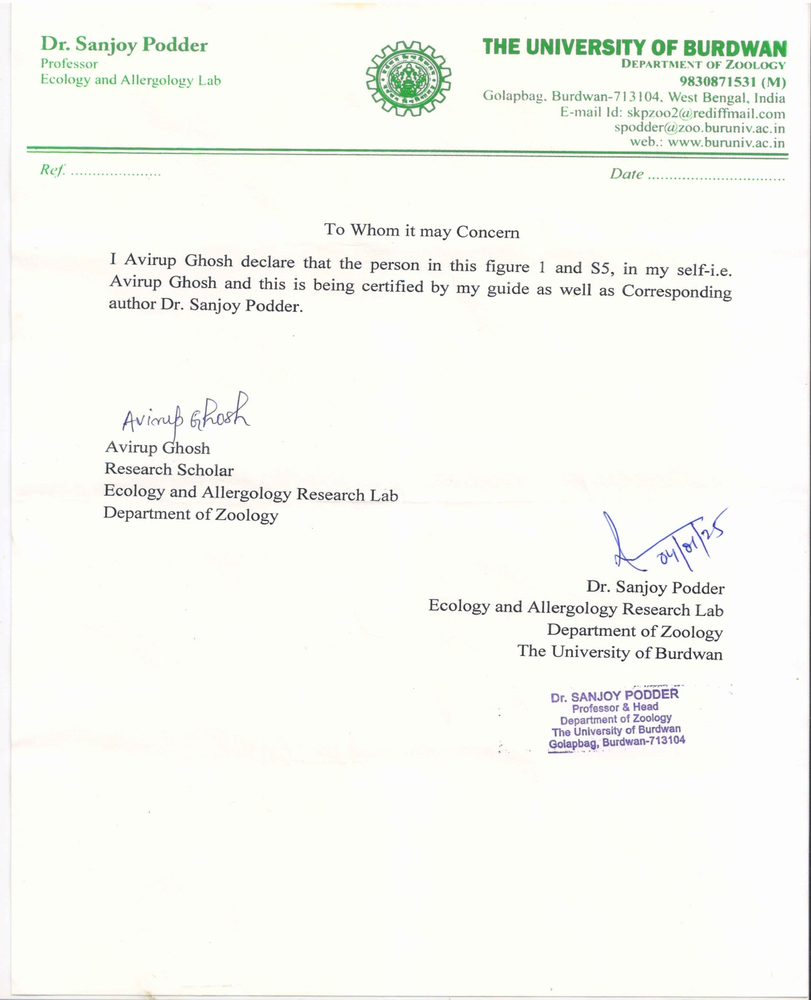 Dr. Sanjoy Podder
Professor
Ecology and Allergology Lab
THE UNIVERSITY OF BURDWAN
DEPARTMENT OF ZOOLOGY
9830871531 (M)
Golapbag, Burdwan-713104, West Bengal, India
E-mail Id: skpzoo2@rediffmail.com
spodder@zoo.buruniv.ac.in
web.: www.buruniv.ac.in
Ref. .....................
Date ................................
To Whom it may Concern
I Avirup Ghosh declare that the person in this figure 1 and S5, in my self-i.e.
Avirup Ghosh and this is being certified by my guide as well as Corresponding
author Dr. Sanjoy Podder.
Avirup Ghosh
Avirup Ghosh
Research Scholar
Ecology and Allergology Research Lab
Department of Zoology
04/01/25
Dr. Sanjoy Podder
Ecology and Allergology Research Lab
Department of Zoology
The University of Burdwan
Dr. SANJOY PODDER
Professor & Head
Department of Zoology
The University of Burdwan
Golapbag, Burdwan-713104